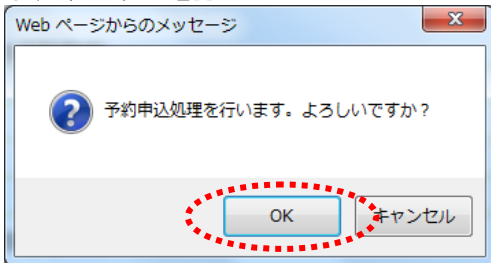 Web ページからのメッセージ
予約申込処理を行います。よろしいですか？
OK
キャンセル